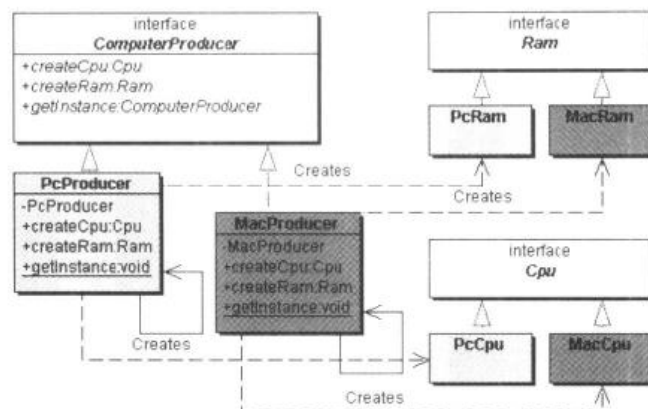 interface
ComputerProducer
+createCpu:Cpu
+createRam:Ram
+getInstance:ComputerProducer
interface
Ram
PcRam
MacRam
Creates
Creates
PcProducer
-PcProducer
+createCpu:Cpu
+createRam:Ram
+getInstance:void
Creates
MacProducer
-MacProducer
+createCpu:Cpu
+createRam:Ram
+getInstance:void
Creates
interface
Cpu
PcCpu
MacCpu